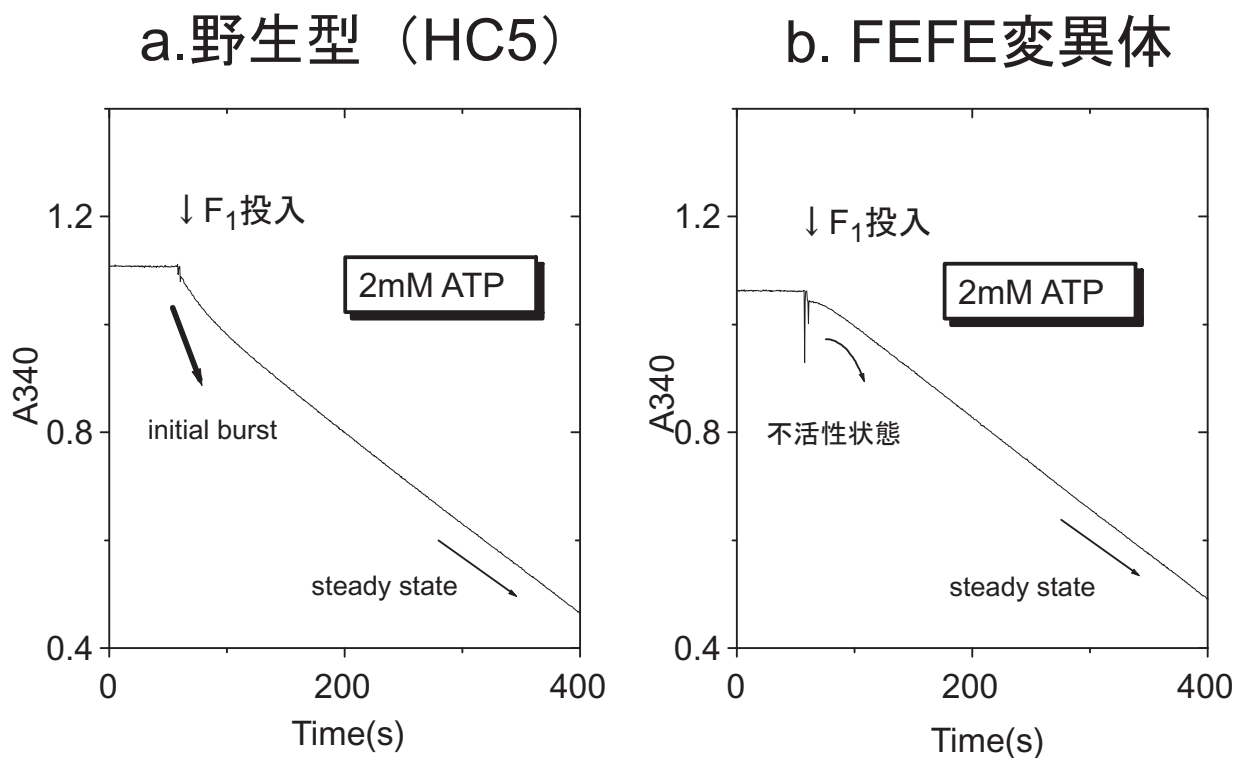 a.野生型（HC5）
1.2
0.8
0.4
A340
↓F₁投入
2mM ATP
initial burst
steady state
0
200
400
Time(s)
b. FEFE変異体
1.2
0.8
0.4
A340
↓F₁投入
2mM ATP
不活性状態
steady state
0
200
400
Time(s)